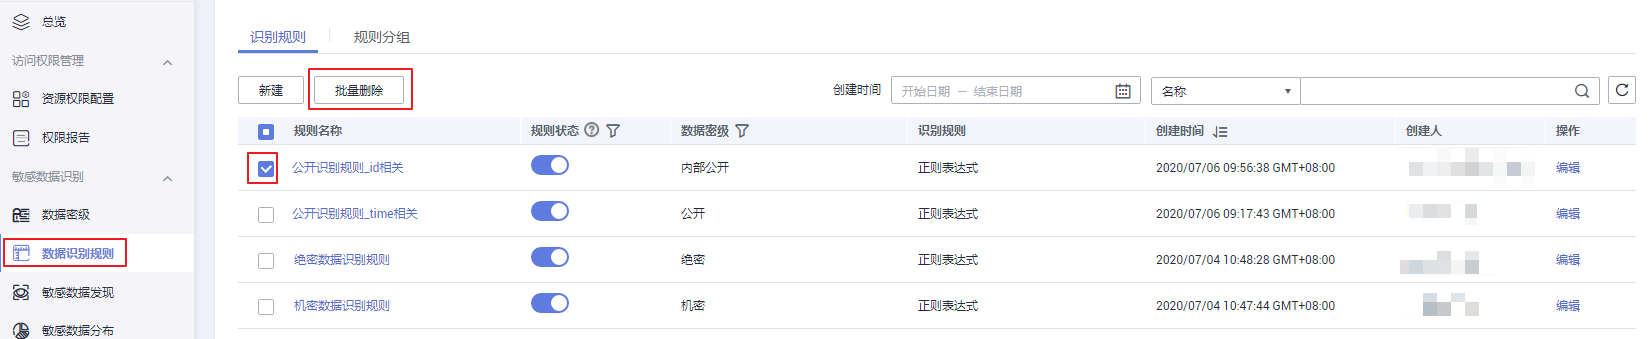 总览
访问权限管理
资源权限配置
权限报告
敏感数据识别
数据密级
数据识别规则
敏感数据发现
敏感数据分布
识别规则 规则分组
新建 批量删除 创建时间 开始日期 — 结束日期 名称
规则名称 规则状态 数据密级 识别规则 创建时间 创建人 操作
公开识别规则_id相关 内部公开 正则表达式 2020/07/06 09:56:38 GMT+08:00 编辑
公开识别规则_time相关 公开 正则表达式 2020/07/06 09:17:43 GMT+08:00 编辑
绝密数据识别规则 绝密 正则表达式 2020/07/04 10:48:28 GMT+08:00 编辑
机密数据识别规则 机密 正则表达式 2020/07/04 10:47:44 GMT+08:00 编辑